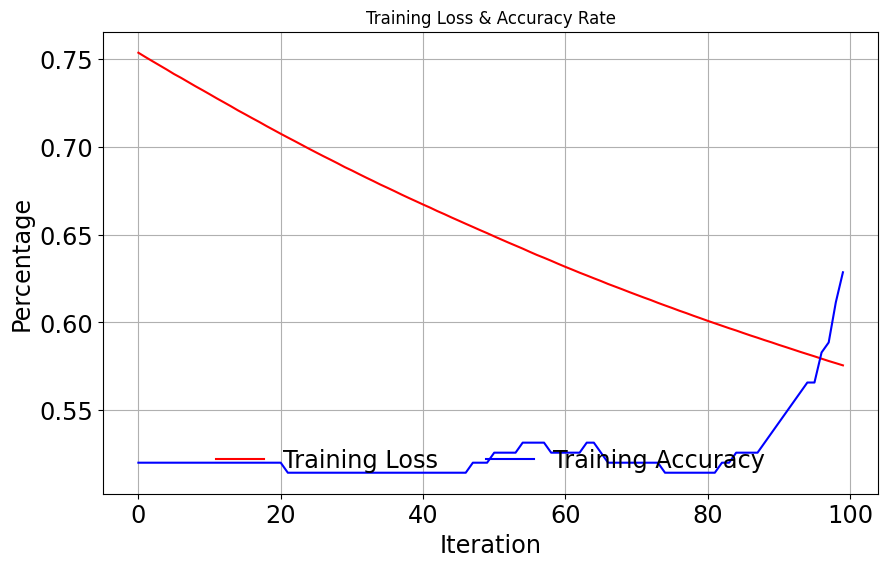 Training Loss & Accuracy Rate
0.75
0.70
0.65
0.60
0.55
Percentage
Training Loss
Training Accuracy
0 20 40 60 80 100
Iteration